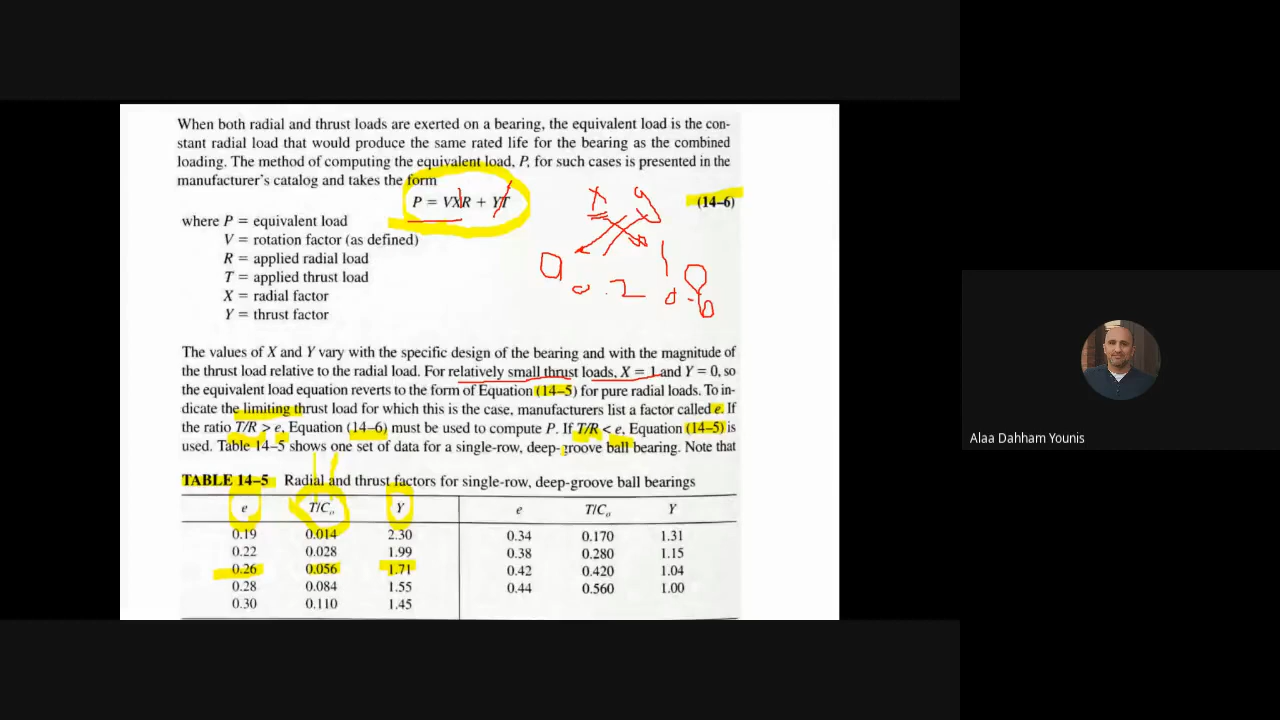 When both radial and thrust loads are exerted on a bearing, the equivalent load is the con-
stant radial load that would produce the same rated life for the bearing as the combined
loading. The method of computing the equivalent load, P, for such cases is presented in the
manufacturer's catalog and takes the form
P = VXR + YT (14–6)
where P = equivalent load
V = rotation factor (as defined)
R = applied radial load
T = applied thrust load
X = radial factor
Y = thrust factor
x y
0 1
0.2 0.8
The values of X and Y vary with the specific design of the bearing and with the magnitude of
the thrust load relative to the radial load. For relatively small thrust loads, X = 1 and Y = 0, so
the equivalent load equation reverts to the form of Equation (14–5) for pure radial loads. To in-
dicate the limiting thrust load for which this is the case, manufacturers list a factor called e. If
the ratio T/R > e, Equation (14–6) must be used to compute P. If T/R < e, Equation (14–5) is
used. Table 14–5 shows one set of data for a single-row, deep-groove ball bearing. Note that
TABLE 14–5 Radial and thrust factors for single-row, deep-groove ball bearings
e T/Cₒ Y e T/Cₒ Y
0.19 0.014 2.30 0.34 0.170 1.31
0.22 0.028 1.99 0.38 0.280 1.15
0.26 0.056 1.71 0.42 0.420 1.04
0.28 0.084 1.55 0.44 0.560 1.00
0.30 0.110 1.45
Alaa Dahham Younis